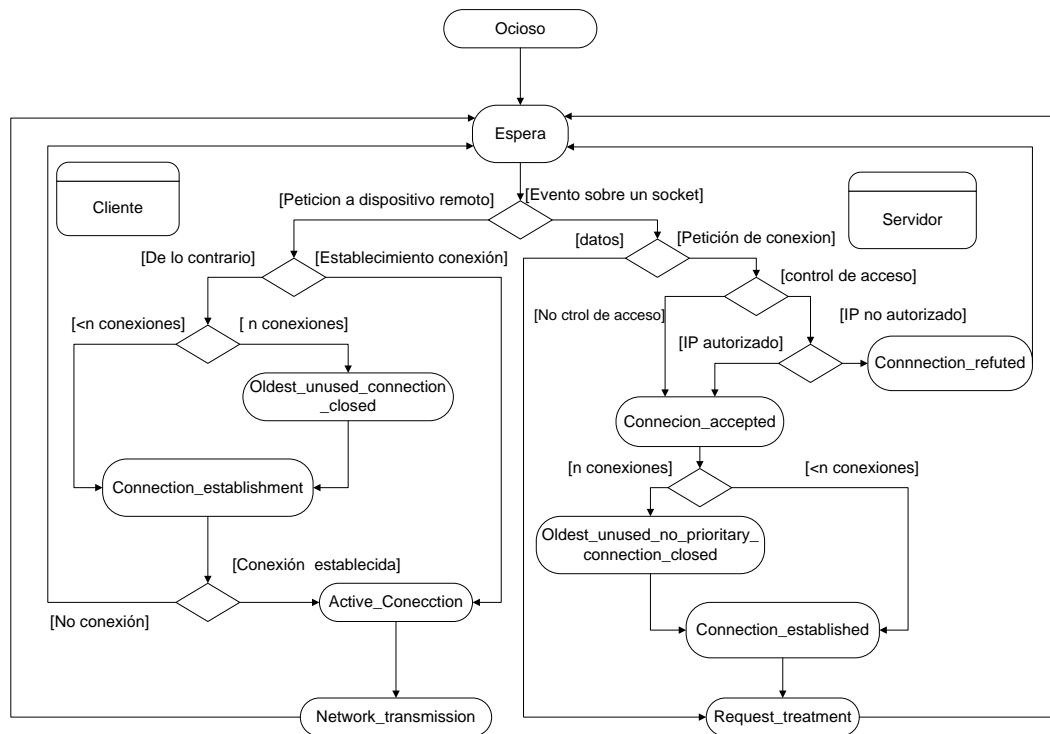 Ocioso
Espera
Cliente
Servidor
[Peticion a dispositivo remoto]
[Evento sobre un socket]
[De lo contrario]
[Establecimiento conexión]
[datos]
[Petición de conexion]
[control de acceso]
[No ctrol de acceso]
[IP no autorizado]
[IP autorizado]
[<n conexiones]
[ n conexiones]
Connnection_refuted
Oldest_unused_connection
_closed
Connecion_accepted
Connection_establishment
[n conexiones]
[<n conexiones]
Oldest_unused_no_prioritary_
connection_closed
[Conexión establecida]
[No conexión]
Active_Conecction
Connection_established
Network_transmission
Request_treatment